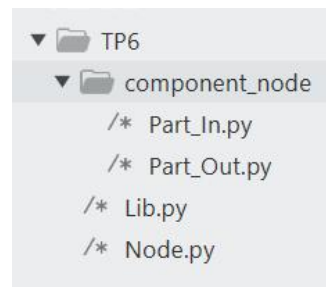 TP6
component_node
/* Part_In.py
/* Part_Out.py
/* Lib.py
/* Node.py